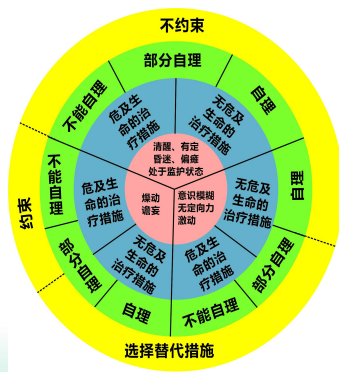 不约束
部分自理
不能自理
自理
危及生
命的治
疗措施
无危及
生命的
治疗措施
清醒、有定
昏迷、偏瘫
处于监护状态
不能自理
危及生
命的治
疗措施
燥动
谵妄
意识模糊
无定向力
激动
无危及
生命的
治疗措施
自理
约束
部分自理
无危及
生命的
治疗措施
危及生
命的治
疗措施
部分自理
自理
不能自理
选择替代措施